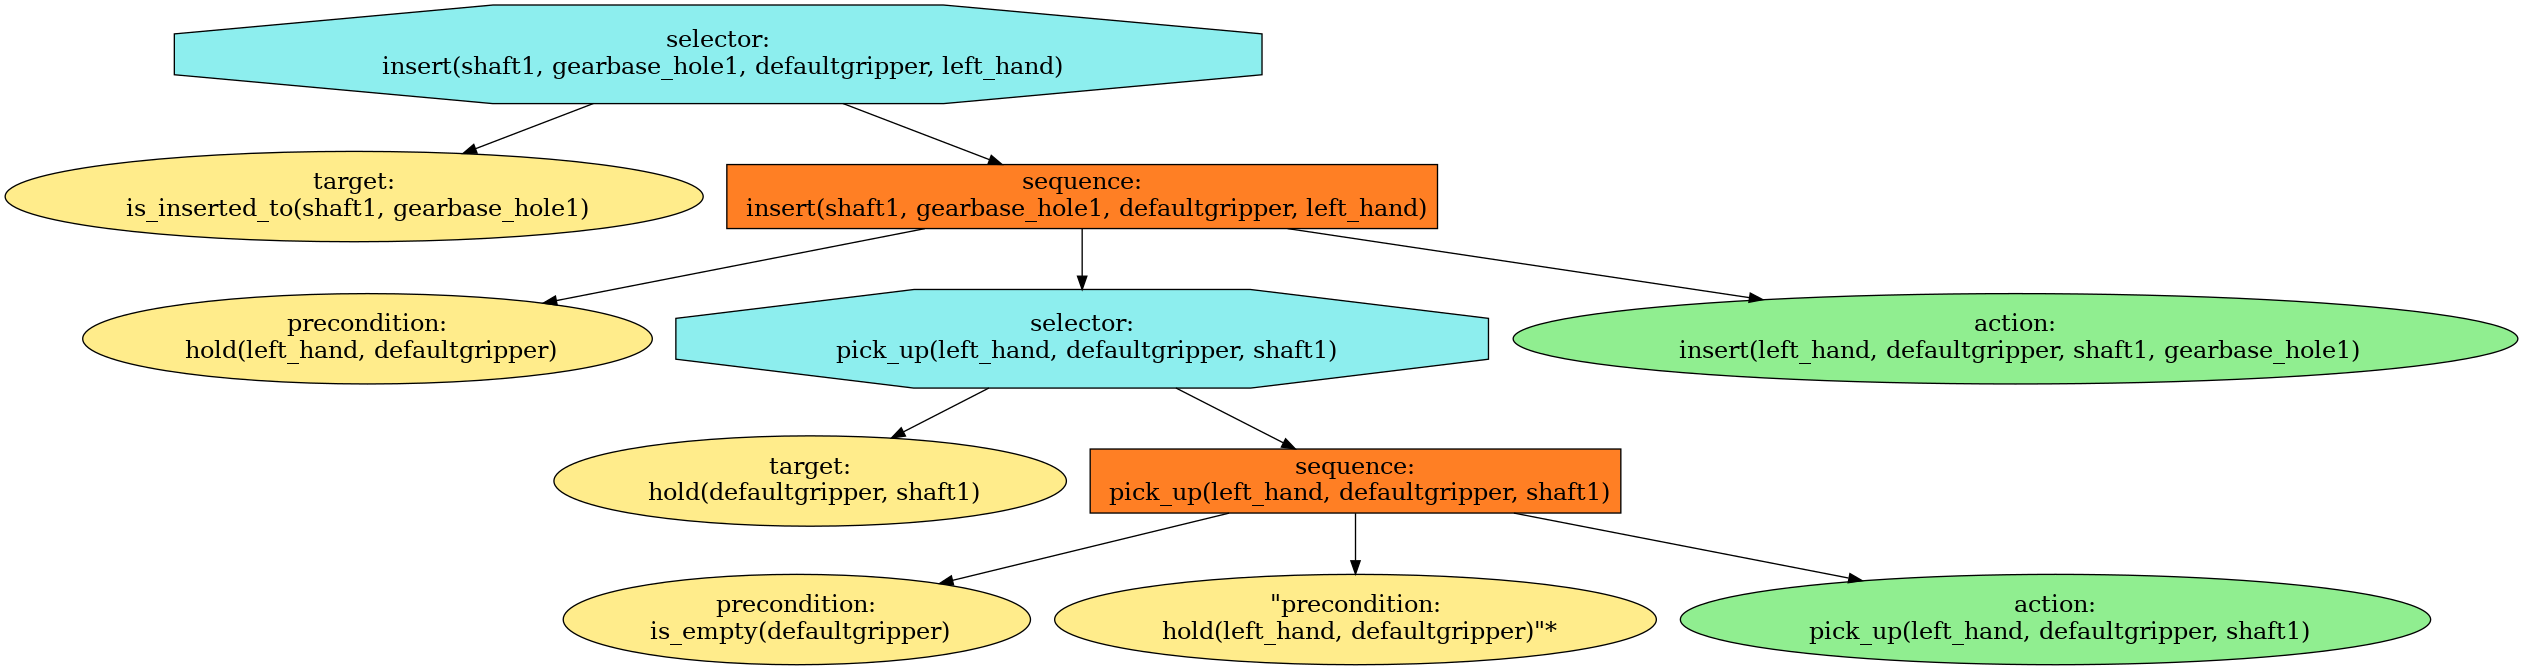 selector:
insert(shaft1, gearbase_hole1, defaultgripper, left_hand)
target:
is_inserted_to(shaft1, gearbase_hole1)
sequence:
insert(shaft1, gearbase_hole1, defaultgripper, left_hand)
precondition:
hold(left_hand, defaultgripper)
selector:
pick_up(left_hand, defaultgripper, shaft1)
action:
insert(left_hand, defaultgripper, shaft1, gearbase_hole1)
target:
hold(defaultgripper, shaft1)
sequence:
pick_up(left_hand, defaultgripper, shaft1)
precondition:
is_empty(defaultgripper)
"precondition:
hold(left_hand, defaultgripper)"*
action:
pick_up(left_hand, defaultgripper, shaft1)